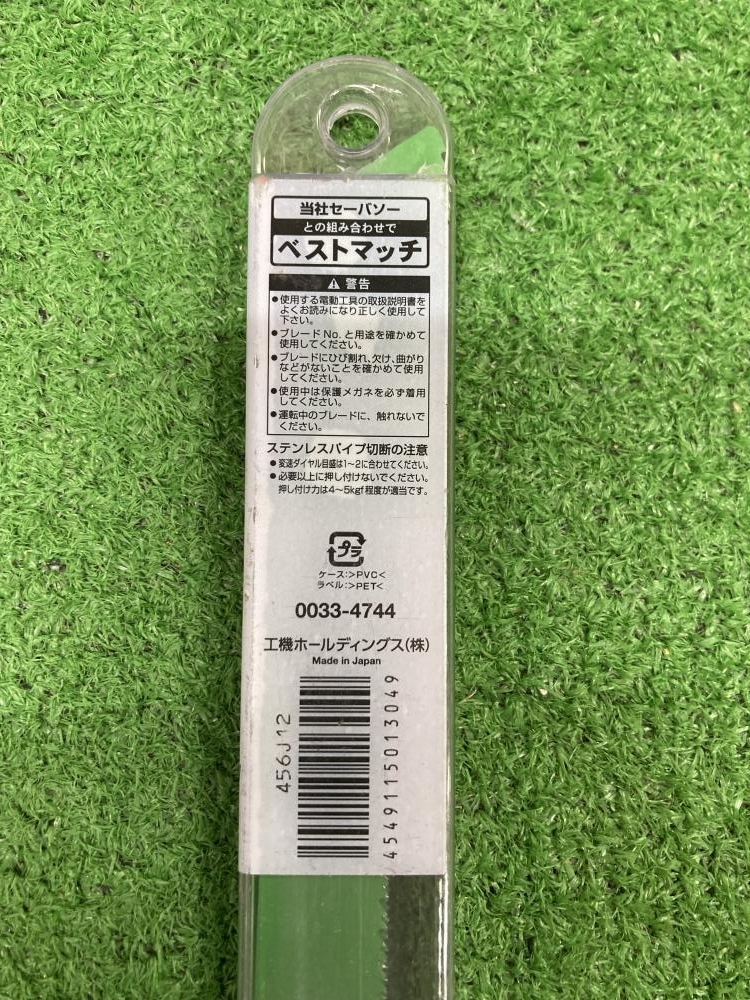 当社セーバソー
との組み合わせで
ベストマッチ
⚠警告
●使用する電動工具の取扱説明書を
よくお読みになり正しく使用して
下さい。
●ブレードNo.と用途を確かめて
使用してください。
●ブレードにひび割れ、欠け、曲がり
などがないことを確かめて使用
してください。
●使用中は保護メガネを必ず着用
してください。
●運転中のブレードに、触れないで
ください。
ステンレスパイプ切断の注意
●変速ダイヤル目盛は1～2に合わせてください。
●必要以上に押し付けないでください。
押し付け力は4～5kgf程度が適当です。
プラ
ケース:>PVC<
ラベル:>PET<
0033-4744
工機ホールディングス(株)
Made in Japan
456J12
4549115013049